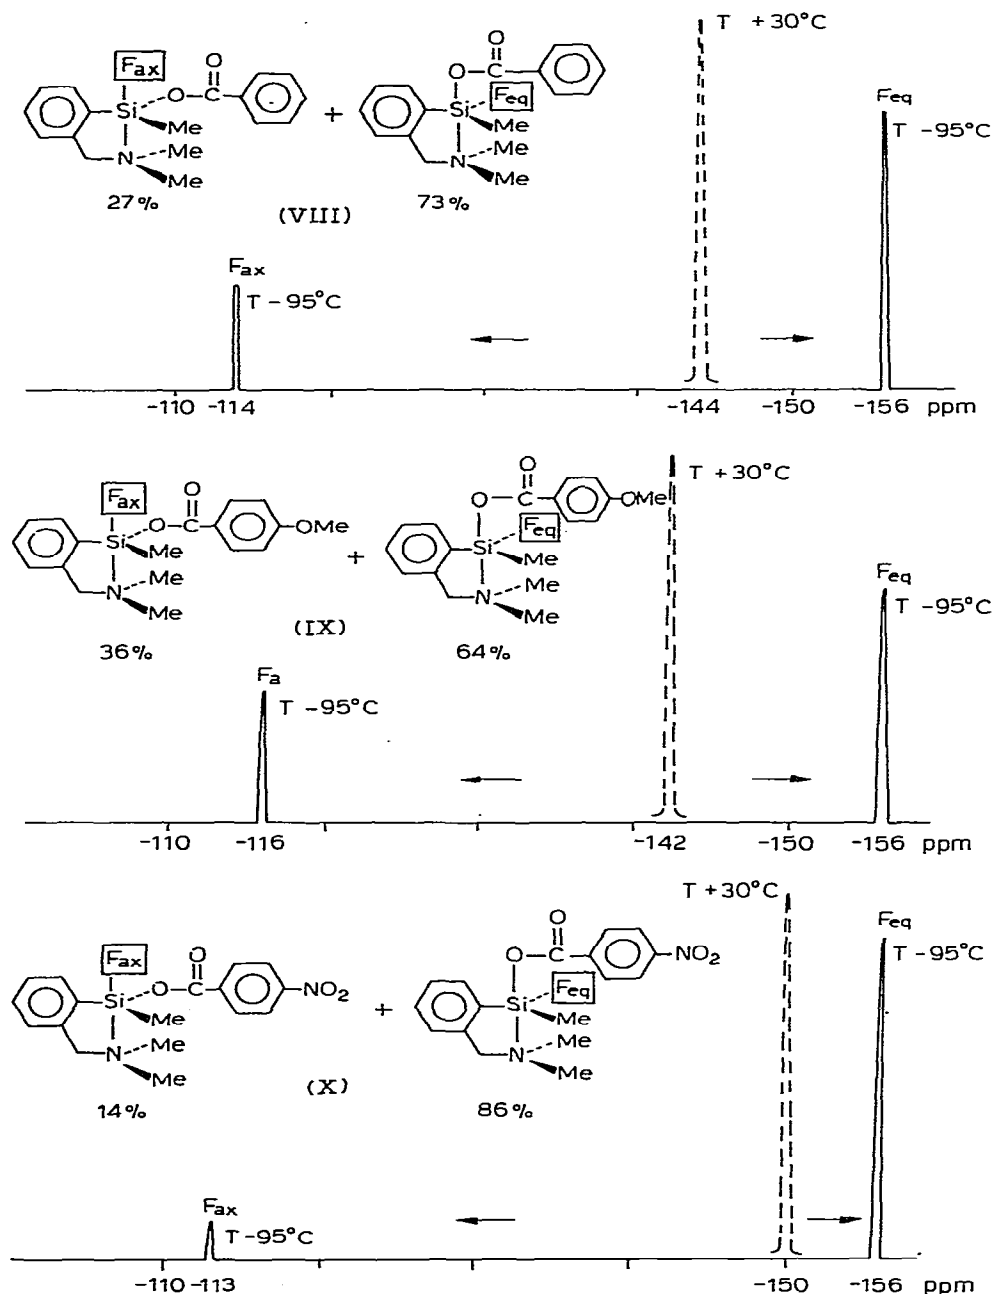 T +30°C
O
O
Fax
O
C
O
C
Feq
Si
Me
Me
N
Me
+
Si
Feq
Me
Me
N
Me
T -95°C
27%
(VIII)
73%
Fax
T -95°C
-110 -114 -144 -150 -156 ppm
T +30°C
O
O
Fax
O
C
OMe
O
C
OMe
Feq
Si
Me
Me
N
Me
+
Si
Feq
Me
Me
N
Me
T -95°C
36%
(IX)
64%
Fa
T -95°C
-110 -116 -142 -150 -156 ppm
T +30°C
O
O
Fax
O
C
NO2
O
C
NO2
Feq
Si
Me
Me
N
Me
+
Si
Feq
Me
Me
N
Me
T -95°C
14%
(X)
86%
Fax
T -95°C
-110 -113 -150 -156 ppm